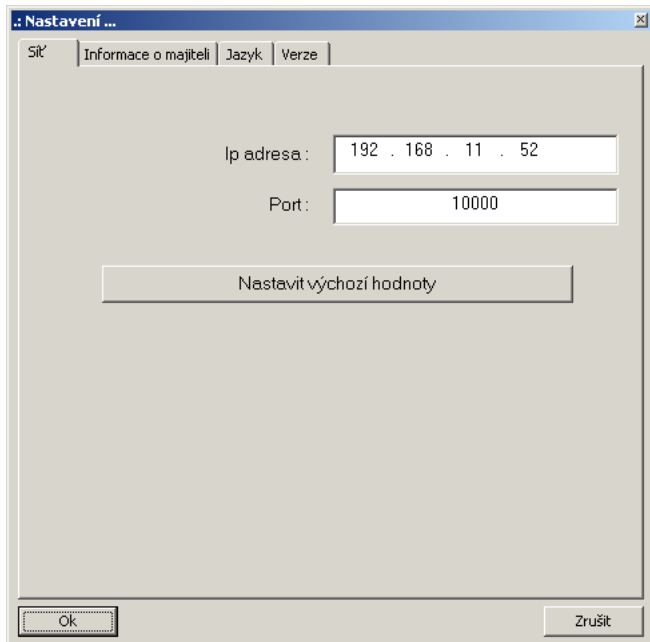 .: Nastavení ...
Síť
Informace o majiteli
Jazyk
Verze
Ip adresa :
192 . 168 . 11 . 52
Port :
10000
Nastavit výchozí hodnoty
Ok
Zrušit